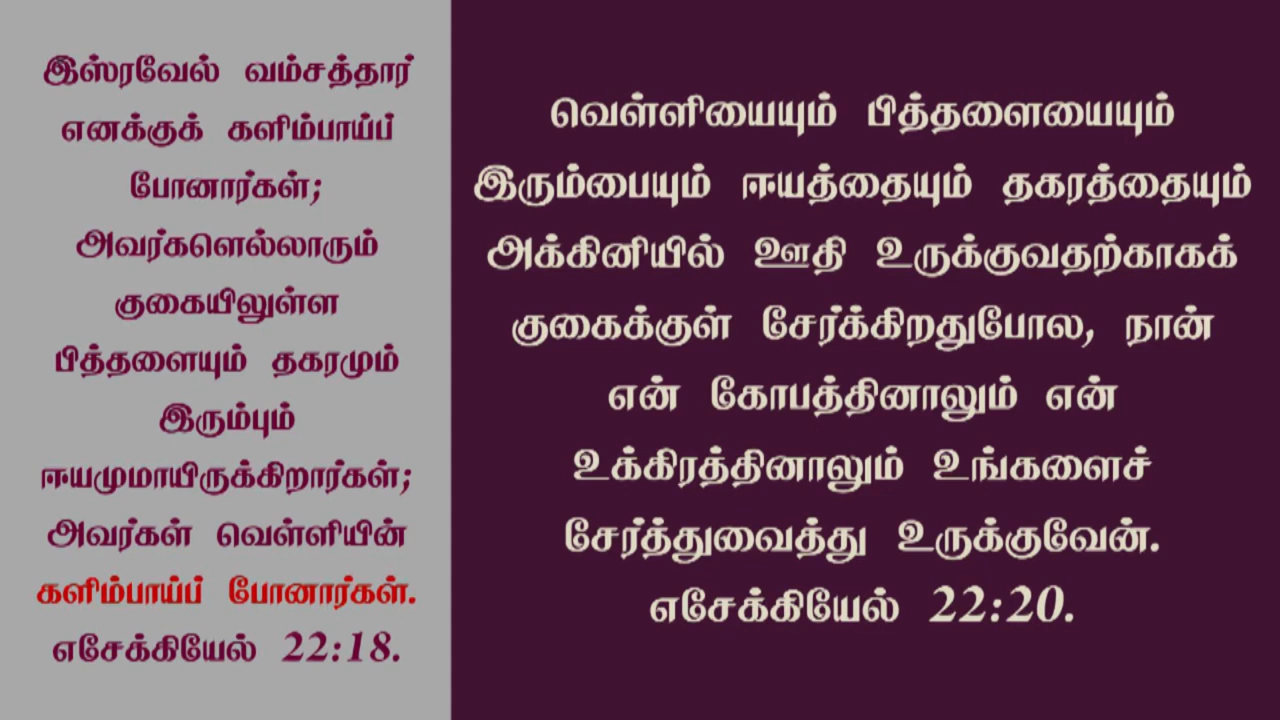 இஸ்ரவேல் வம்சத்தார்
எனக்குக் களிம்பாய்ப்
போனார்கள்;
அவர்களெல்லாரும்
குகையிலுள்ள
பித்தளையும் தகரமும்
இரும்பும்
ஈயமுமாயிருக்கிறார்கள்;
அவர்கள் வெள்ளியின்
களிம்பாய்ப் போனார்கள்.
எசேக்கியேல் 22:18.
வெள்ளியையும் பித்தளையையும்
இரும்பையும் ஈயத்தையும் தகரத்தையும்
அக்கினியில் ஊதி உருக்குவதற்காகக்
குகைக்குள் சேர்க்கிறதுபோல, நான்
என் கோபத்தினாலும் என்
உக்கிரத்தினாலும் உங்களைச்
சேர்த்துவைத்து உருக்குவேன்.
எசேக்கியேல் 22:20.